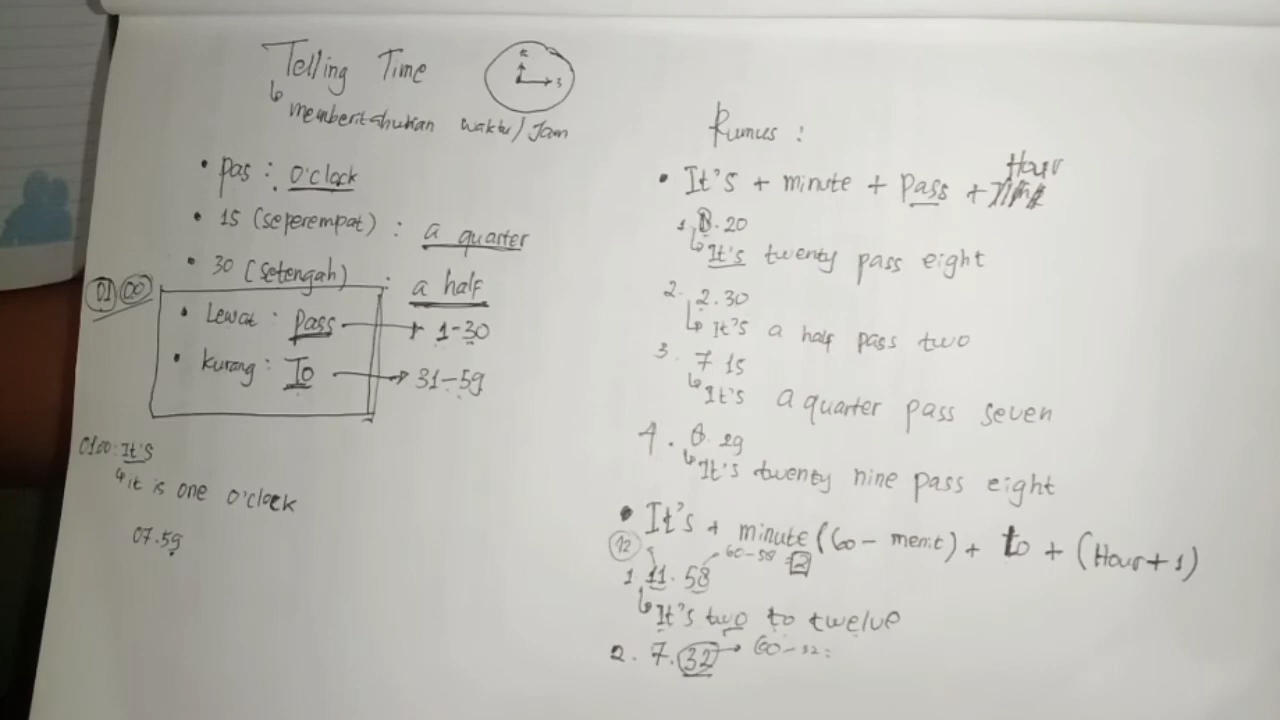 Telling Time
12
3
↳ memberitahukan waktu/Jam
• pas : O'clock
• 15 (seperempat) : a quarter
• 30 (setengah) : a half
01 00
• Lewat : Pass → 1-30
• Kurang : To → 31-59
0100: It's
↳ it is one o'clock
07.59
Rumus :
Hour
• It's + minute + Pass +
1. 8.20
↳ It's twenty pass eight
2. 2.30
↳ It's a half pass two
3. 7 15
↳ It's a quarter pass seven
4. 8.29
↳ It's twenty nine pass eight
• It's + minute (60 - menit) + to + (Hour + 1)
12
60-58 = 2
1. 11.58
↳ It's two to twelve
2. 7.32 → 60-32: